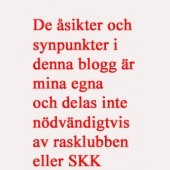 De åsikter och
synpunkter i
denna blogg är
mina egna
och delas inte
nödvändigtvis
av rasklubben
eller SKK